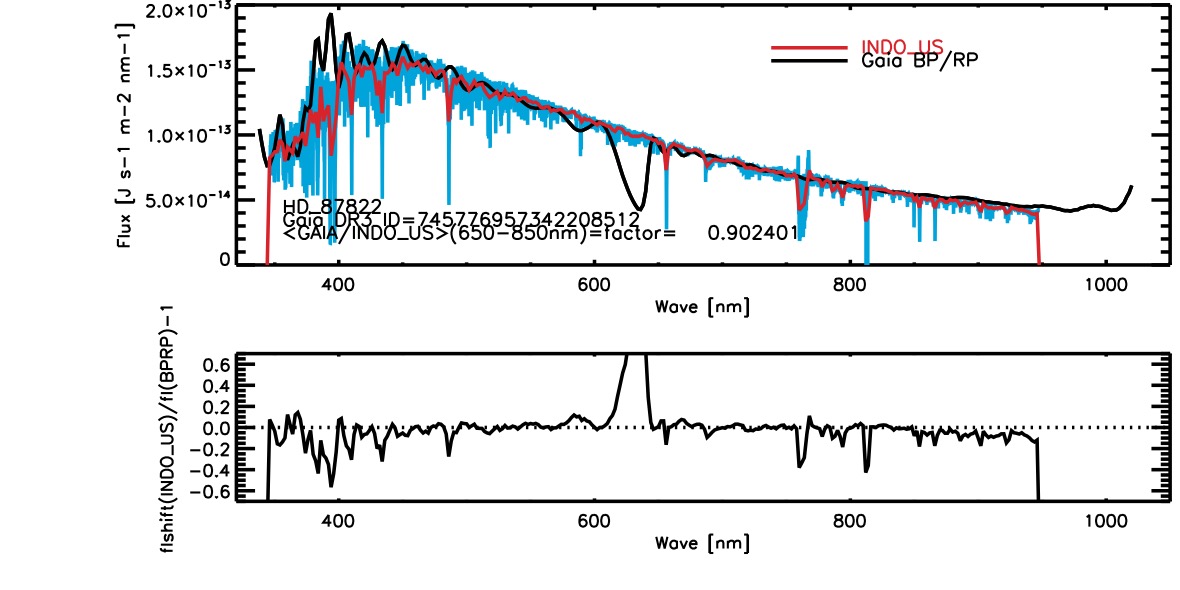 2.0×10⁻¹³
1.5×10⁻¹³
1.0×10⁻¹³
5.0×10⁻¹⁴
0
Flux [J s-1 m-2 nm-1]
INDO_US
Gaia BP/RP
HD_87822
Gaia DR3_ID=745776957342208512
<GAIA/INDO_US>(650-850nm)=factor= 0.902401
400 600 800 1000
Wave [nm]
flshift(INDO_US)/fl(BPRP)-1
0.6
0.4
0.2
0.0
-0.2
-0.4
-0.6
400 600 800 1000
Wave [nm]